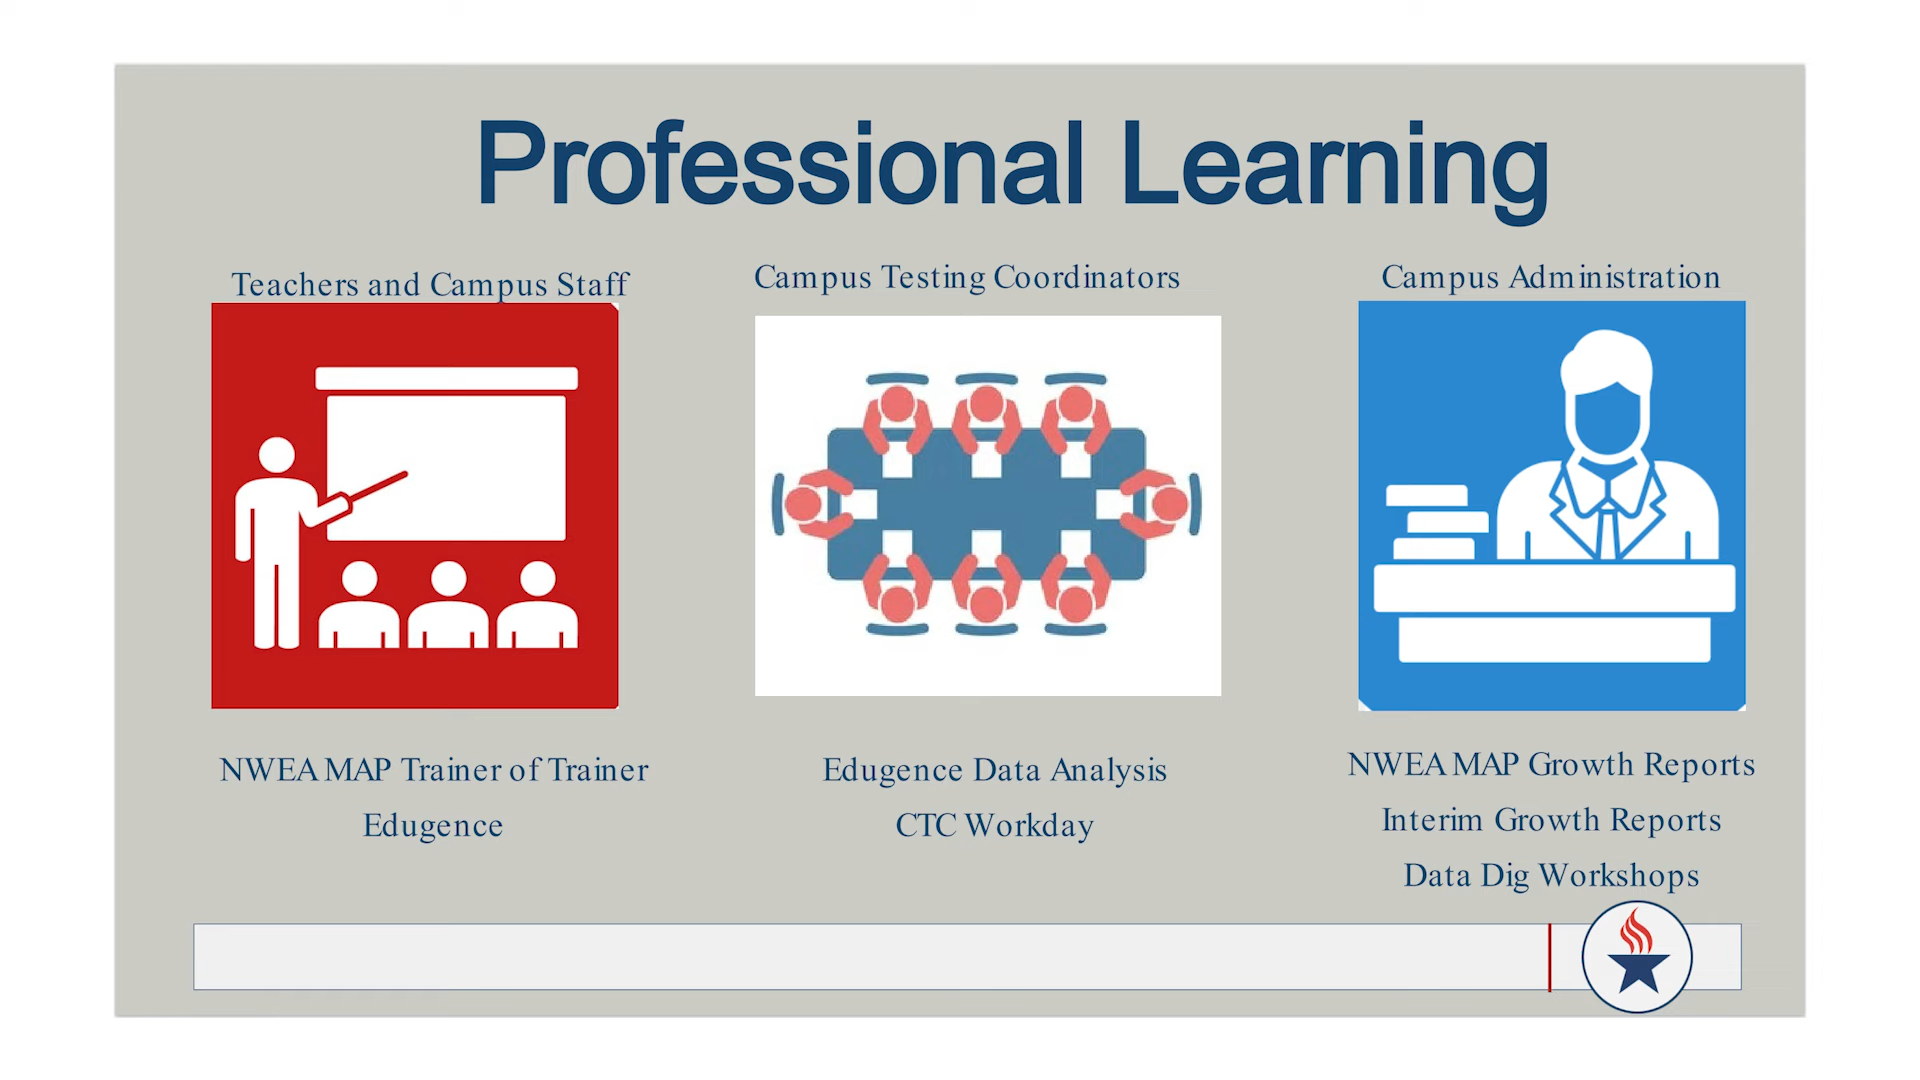 Professional Learning
Teachers and Campus Staff
Campus Testing Coordinators
Campus Administration
NWEA MAP Trainer of Trainer
Edugence
Edugence Data Analysis
CTC Workday
NWEA MAP Growth Reports
Interim Growth Reports
Data Dig Workshops